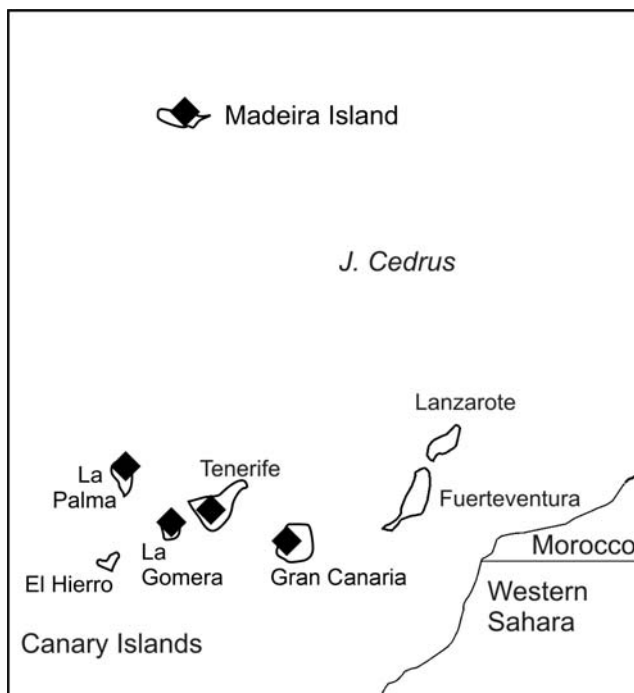 Madeira Island
J. Cedrus
Lanzarote
La
Palma
Tenerife
Fuerteventura
El Hierro
La
Gomera
Gran Canaria
Morocco
Western
Sahara
Canary Islands